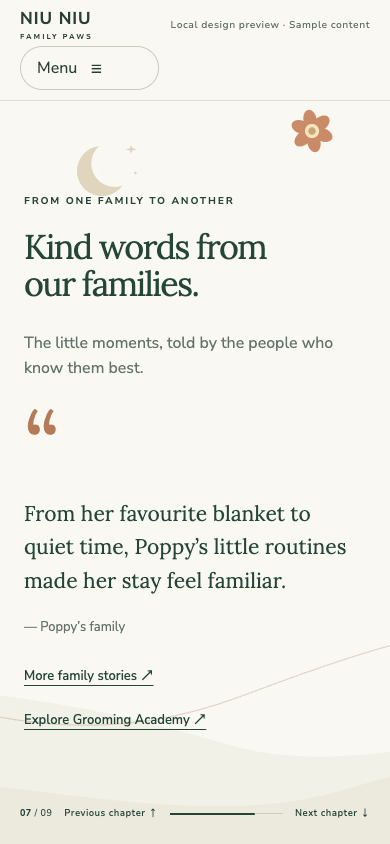 NIU NIU
FAMILY PAWS
Local design preview · Sample content
Menu ≡
FROM ONE FAMILY TO ANOTHER
Kind words from
our families.
The little moments, told by the people who
know them best.
“
From her favourite blanket to
quiet time, Poppy’s little routines
made her stay feel familiar.
— Poppy’s family
More family stories ↗
Explore Grooming Academy ↗
07 / 09 Previous chapter ↑ Next chapter ↓